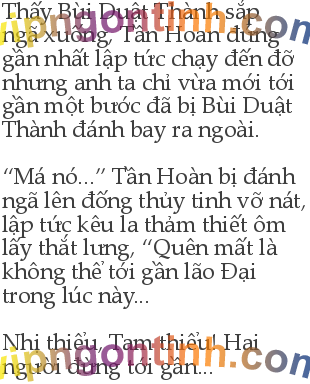 Thấy Bùi Duật Thành sắp
ngã xuống, Tần Hoàn đứng
gần nhất lập tức chạy đến đỡ
nhưng anh ta chỉ vừa mới tới
gần một bước đã bị Bùi Duật
Thành đánh bay ra ngoài.
“Má nó...” Tần Hoàn bị đánh
ngã lên đống thủy tinh vỡ nát,
lập tức kêu la thảm thiết ôm
lấy thắt lưng, “Quên mất là
không thể tới gần lão Đại
trong lúc này...
Nhị thiếu, Tam thiếu! Hai
người đừng tới gần...